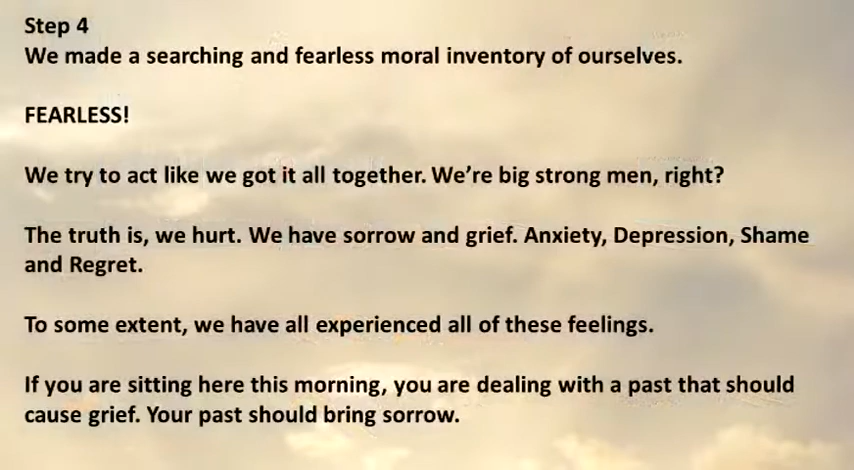 Step 4
We made a searching and fearless moral inventory of ourselves.
FEARLESS!
We try to act like we got it all together. We’re big strong men, right?
The truth is, we hurt. We have sorrow and grief. Anxiety, Depression, Shame
and Regret.
To some extent, we have all experienced all of these feelings.
If you are sitting here this morning, you are dealing with a past that should
cause grief. Your past should bring sorrow.